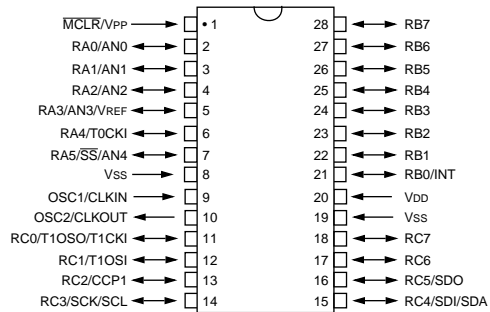 MCLR/VPP 1 28 RB7
RA0/AN0 2 27 RB6
RA1/AN1 3 26 RB5
RA2/AN2 4 25 RB4
RA3/AN3/VREF 5 24 RB3
RA4/T0CKI 6 23 RB2
RA5/SS/AN4 7 22 RB1
VSS 8 21 RB0/INT
OSC1/CLKIN 9 20 VDD
OSC2/CLKOUT 10 19 VSS
RC0/T1OSO/T1CKI 11 18 RC7
RC1/T1OSI 12 17 RC6
RC2/CCP1 13 16 RC5/SDO
RC3/SCK/SCL 14 15 RC4/SDI/SDA